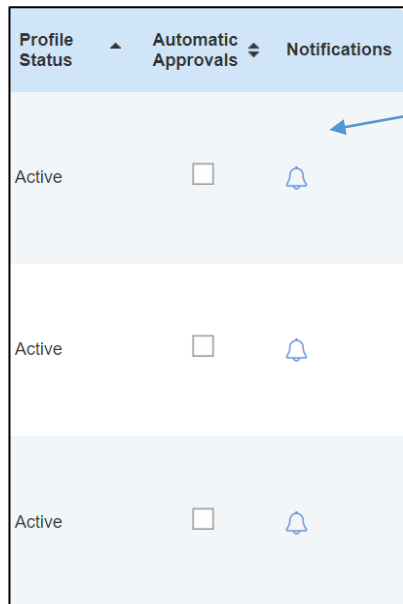 Profile Status
Automatic Approvals
Notifications
Active
Active
Active